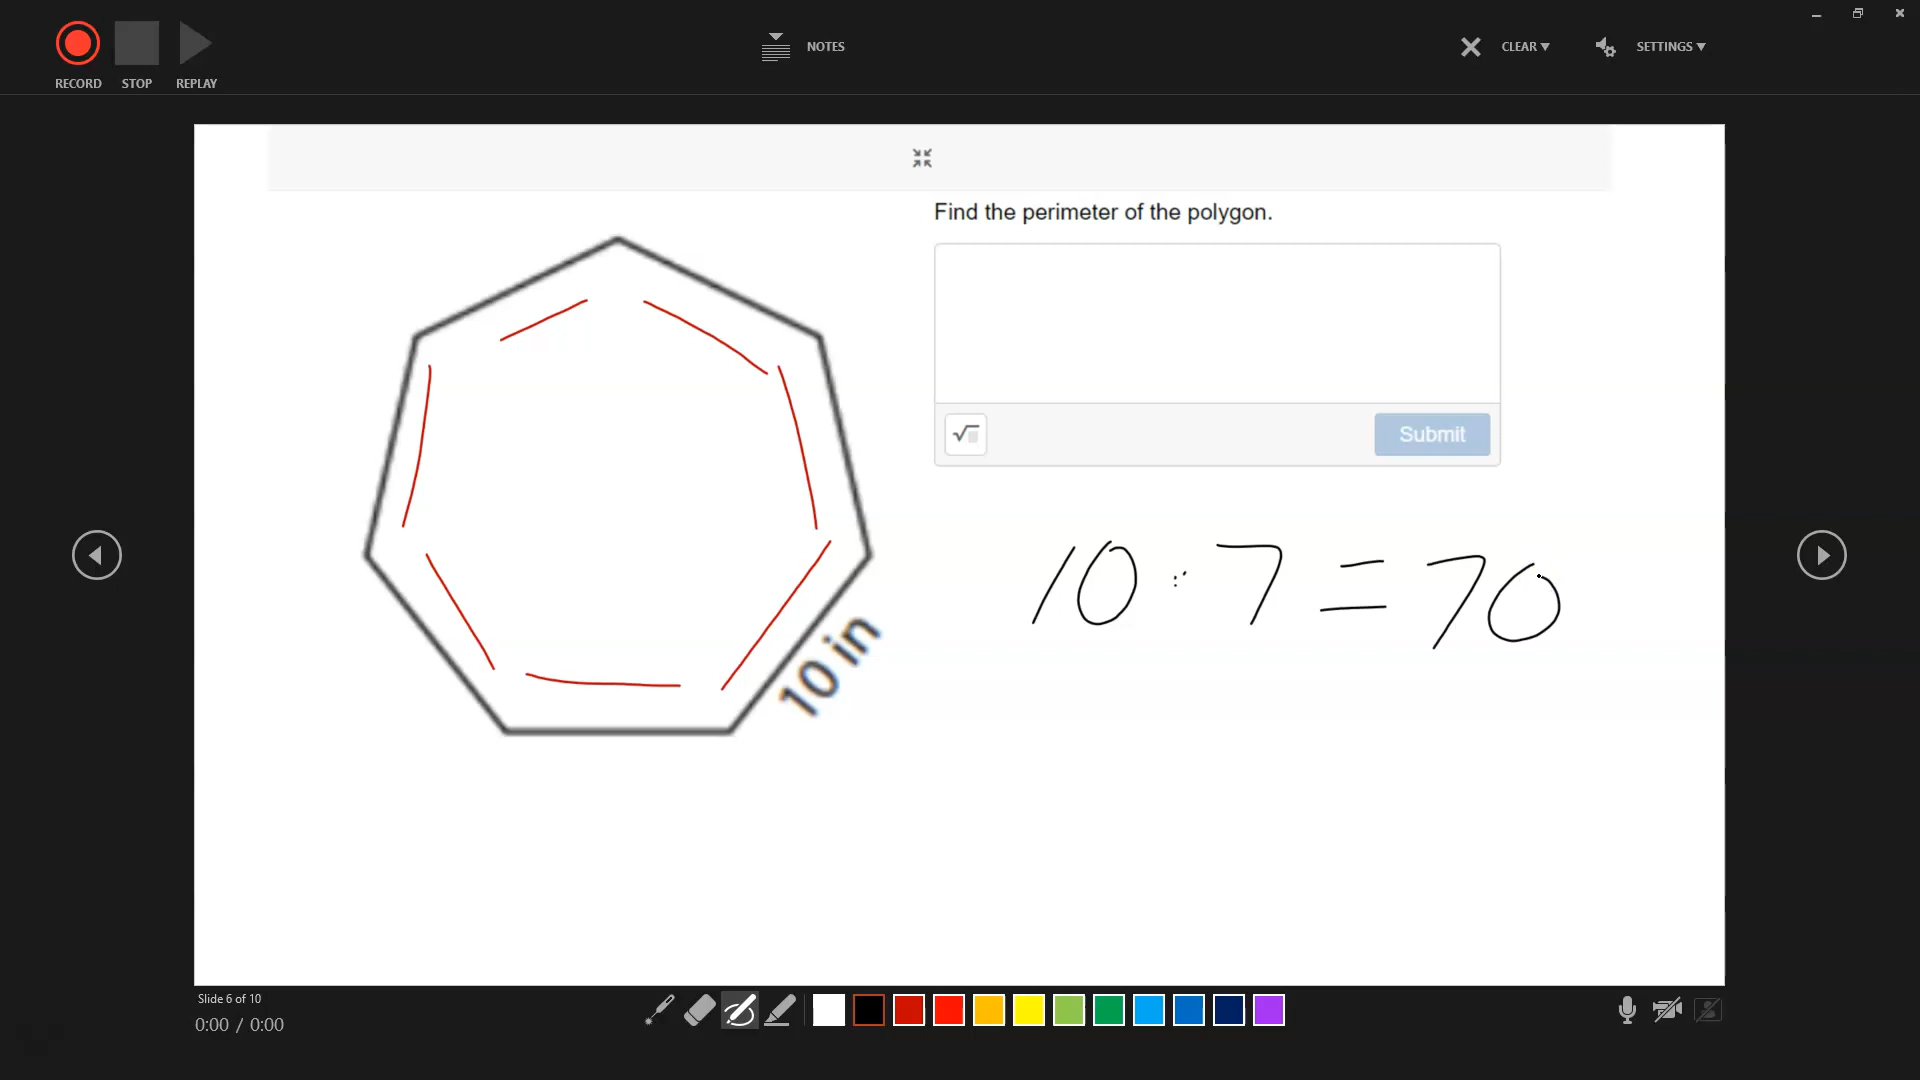 RECORD STOP REPLAY
NOTES
CLEAR ▼ SETTINGS ▼
Find the perimeter of the polygon.
√
Submit
10 · 7 = 70
10 in
Slide 6 of 10
0:00 / 0:00